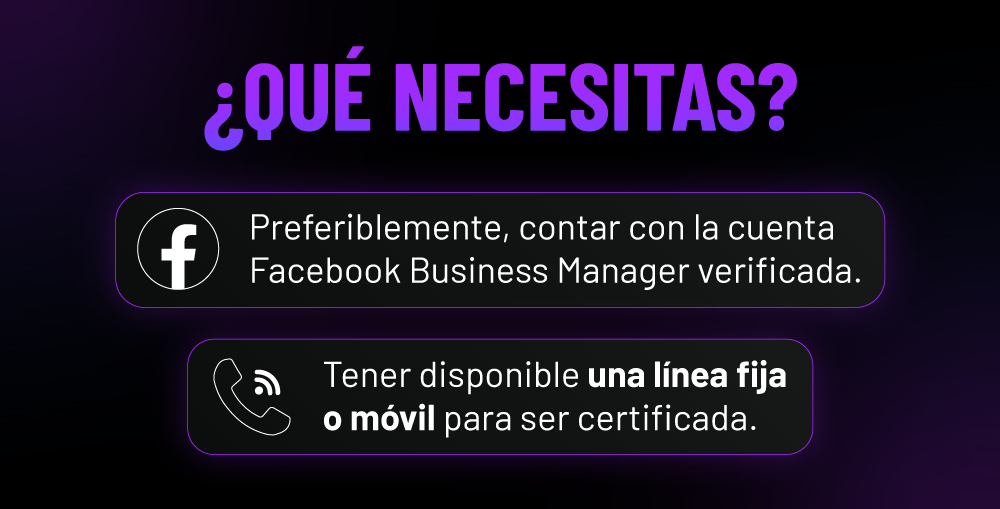 ¿QUÉ NECESITAS?
Preferiblemente, contar con la cuenta
Facebook Business Manager verificada.
Tener disponible una línea fija
o móvil para ser certificada.